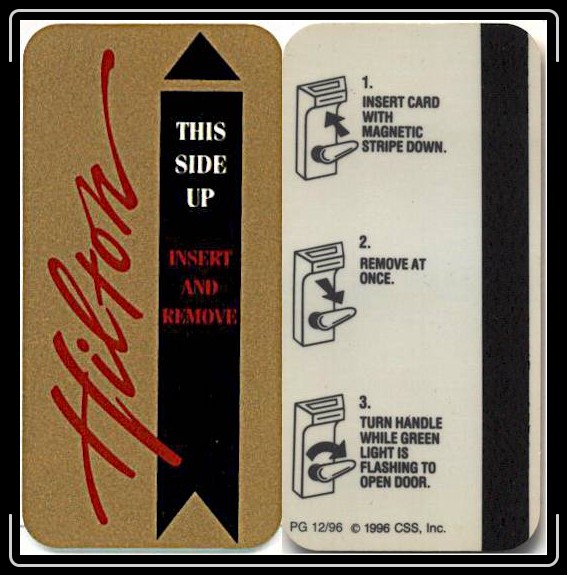 Hilton
THIS
SIDE
UP
INSERT
AND
REMOVE
1.
INSERT CARD
WITH
MAGNETIC
STRIPE DOWN.
2.
REMOVE AT
ONCE.
3.
TURN HANDLE
WHILE GREEN
LIGHT IS
FLASHING TO
OPEN DOOR.
PG 12/96 © 1996 CSS, Inc.